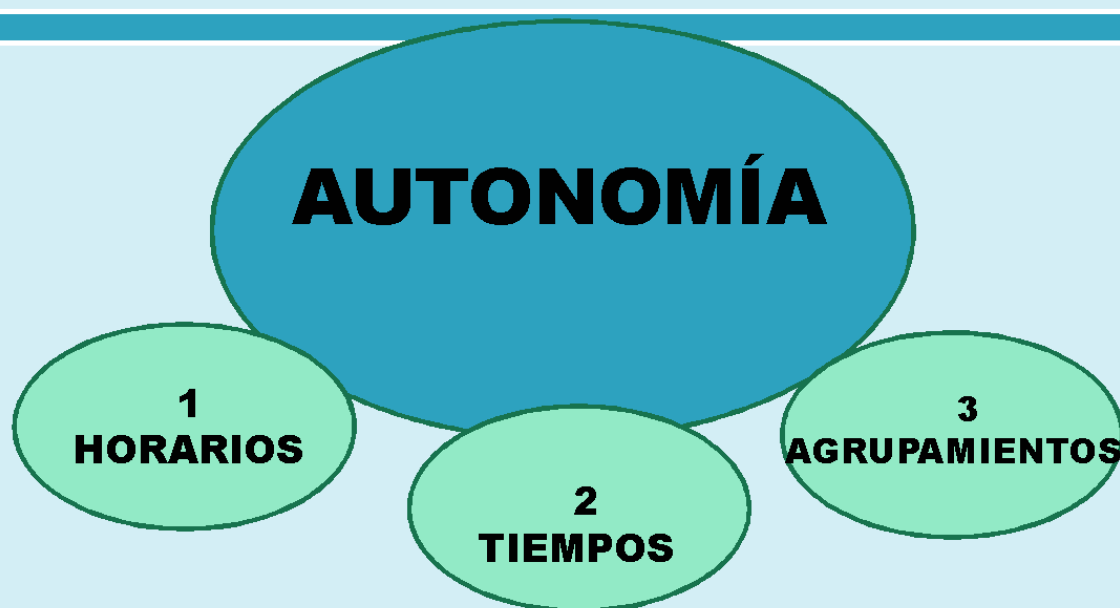 AUTONOMÍA
1
HORARIOS
2
TIEMPOS
3
AGRUPAMIENTOS